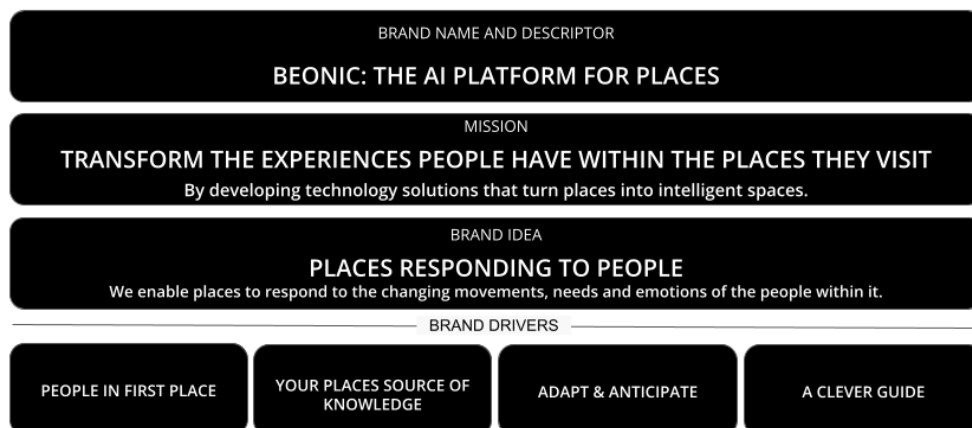 BRAND NAME AND DESCRIPTOR
BEONIC: THE AI PLATFORM FOR PLACES
MISSION
TRANSFORM THE EXPERIENCES PEOPLE HAVE WITHIN THE PLACES THEY VISIT
By developing technology solutions that turn places into intelligent spaces.
BRAND IDEA
PLACES RESPONDING TO PEOPLE
We enable places to respond to the changing movements, needs and emotions of the people within it.
BRAND DRIVERS
PEOPLE IN FIRST PLACE
YOUR PLACES SOURCE OF
KNOWLEDGE
ADAPT & ANTICIPATE
A CLEVER GUIDE